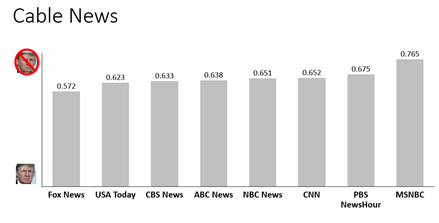 Cable News
0.572
0.623
0.633
0.638
0.651
0.652
0.675
0.765
Fox News
USA Today
CBS News
ABC News
NBC News
CNN
PBS
NewsHour
MSNBC